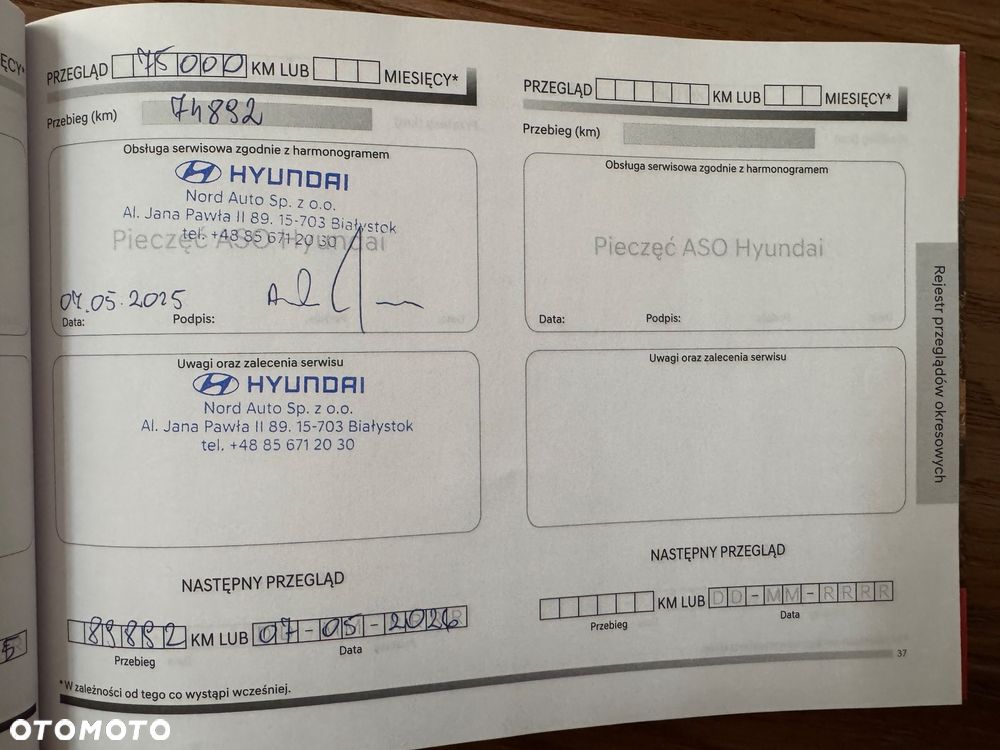 PRZEGLĄD 75000 KM LUB MIESIĘCY*
Przebieg (km) 74892
Obsługa serwisowa zgodnie z harmonogramem
HYUNDAI
Nord Auto Sp. z o.o.
Al. Jana Pawła II 89. 15-703 Białystok
tel. +48 85 671 20 30
Pieczęć ASO Hyundai
07.05.2025
Data: Podpis:
Uwagi oraz zalecenia serwisu
HYUNDAI
Nord Auto Sp. z o.o.
Al. Jana Pawła II 89. 15-703 Białystok
tel. +48 85 671 20 30
NASTĘPNY PRZEGLĄD
89892 KM LUB 07-05-2026
Przebieg Data
*W zależności od tego co wystąpi wcześniej.
PRZEGLĄD KM LUB MIESIĘCY*
Przebieg (km)
Obsługa serwisowa zgodnie z harmonogramem
Pieczęć ASO Hyundai
Data: Podpis:
Uwagi oraz zalecenia serwisu
NASTĘPNY PRZEGLĄD
KM LUB DD-MM-RRRR
Przebieg Data
37
Rejestr przeglądów okresowych
OTOMOTO